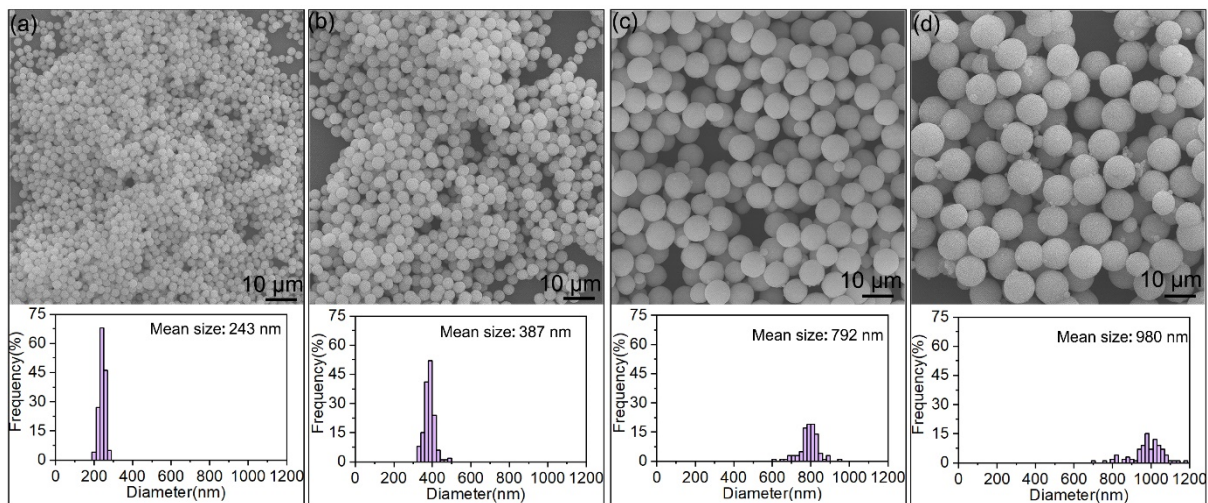 (a)
10 µm
(b)
10 µm
(c)
10 µm
(d)
10 µm
75
60
45
30
15
0
Frequency(%)
Mean size: 243 nm
0 200 400 600 800 1000 1200
Diameter(nm)
75
60
45
30
15
0
Frequency(%)
Mean size: 387 nm
0 200 400 600 800 1000 1200
Diameter(nm)
75
60
45
30
15
0
Frequency(%)
Mean size: 792 nm
0 200 400 600 800 1000 1200
Diameter(nm)
75
60
45
30
15
0
Frequency(%)
Mean size: 980 nm
0 200 400 600 800 1000 1200
Diameter(nm)